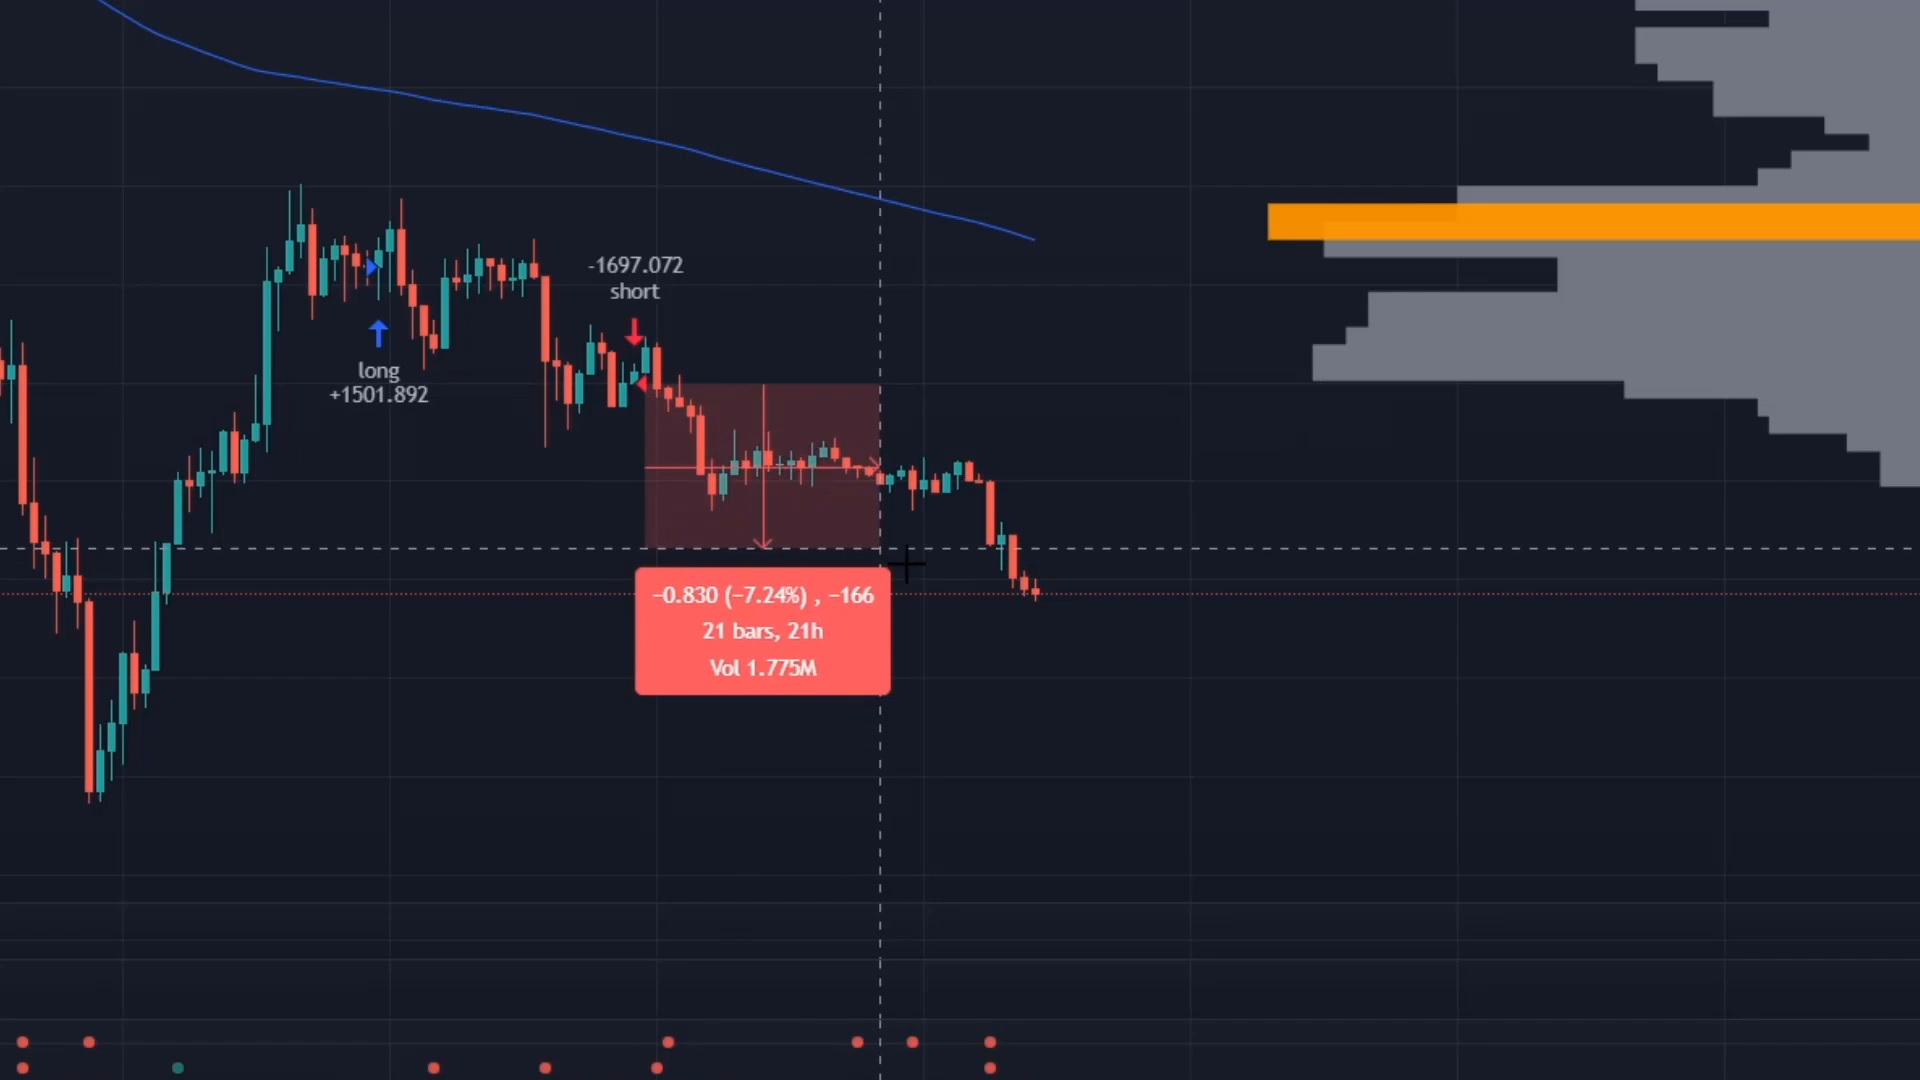 -1697.072
short
long
+1501.892
−0.830 (−7.24%) , −166
21 bars, 21h
Vol 1.775M